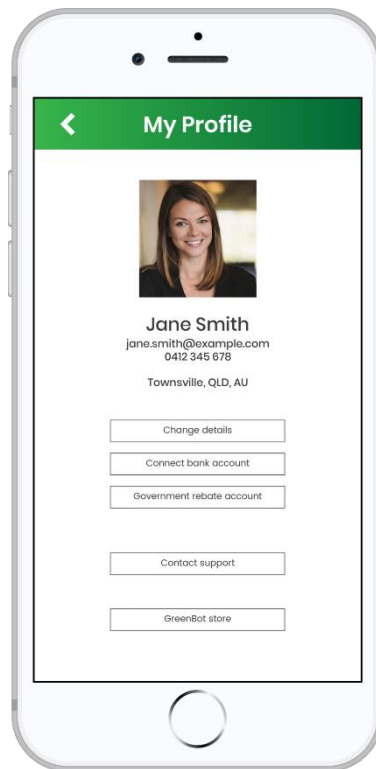 My Profile
Jane Smith
jane.smith@example.com
0412 345 678
Townsville, QLD, AU
Change details
Connect bank account
Government rebate account
Contact support
GreenBot store